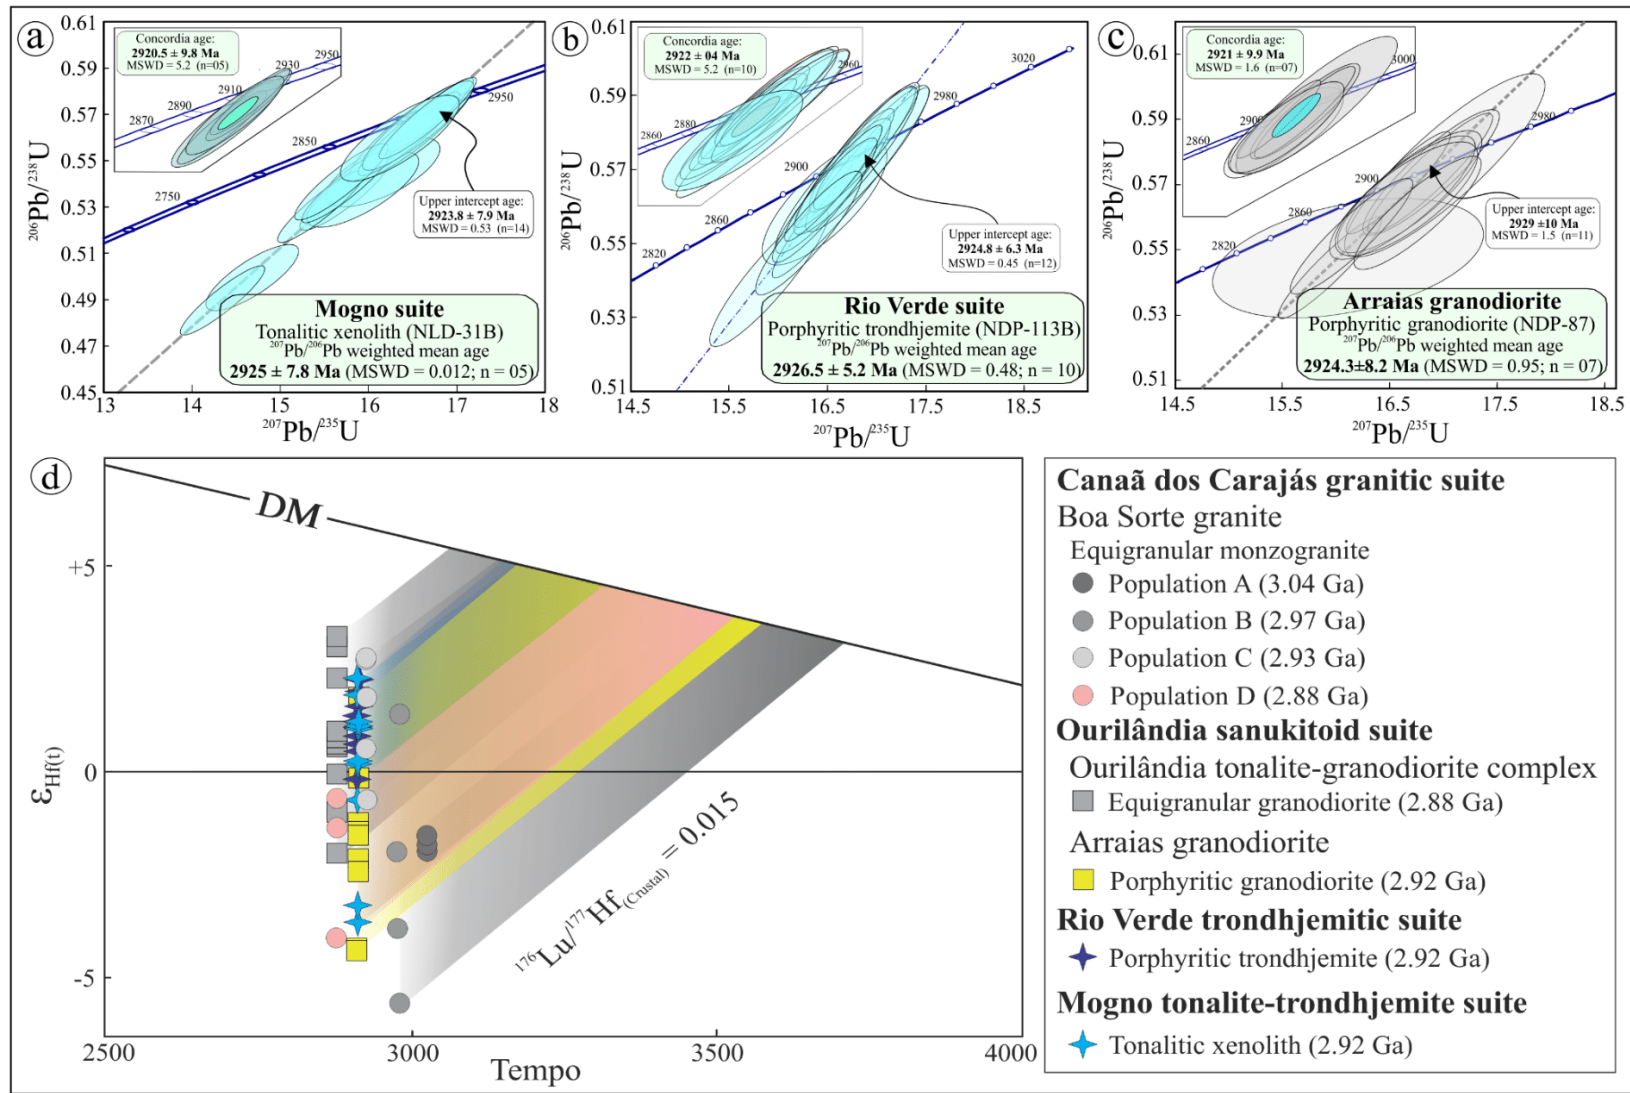 a
0.61
0.59
0.57
0.55
0.53
0.51
0.49
0.47
0.45
13
14
15
16
17
18
²⁰⁶Pb/²³⁸U
²⁰⁷Pb/²³⁵U
Concordia age:
2920.5 ± 9.8 Ma
MSWD = 5.2 (n=05)
2870
2890
2910
2930
2950
2750
2850
2950
Upper intercept age:
2923.8 ± 7.9 Ma
MSWD = 0.53 (n=14)
Mogno suite
Tonalitic xenolith (NLD-31B)
²⁰⁷Pb/²⁰⁶Pb weighted mean age
2925 ± 7.8 Ma (MSWD = 0.012; n = 05)
b
0.61
0.59
0.57
0.55
0.53
0.51
14.5
15.5
16.5
17.5
18.5
²⁰⁶Pb/²³⁸U
²⁰⁷Pb/²³⁵U
Concordia age:
2922 ± 04 Ma
MSWD = 5.2 (n=10)
2860
2880
2960
2820
2860
2900
2980
3020
Upper intercept age:
2924.8 ± 6.3 Ma
MSWD = 0.45 (n=12)
Rio Verde suite
Porphyritic trondhjemite (NDP-113B)
²⁰⁷Pb/²⁰⁶Pb weighted mean age
2926.5 ± 5.2 Ma (MSWD = 0.48; n = 10)
c
0.61
0.59
0.57
0.55
0.53
0.51
14.5
15.5
16.5
17.5
18.5
²⁰⁶Pb/²³⁸U
²⁰⁷Pb/²³⁵U
Concordia age:
2921 ± 9.9 Ma
MSWD = 1.6 (n=07)
2860
2900
3000
2820
2860
2900
2980
Upper intercept age:
2929 ±10 Ma
MSWD = 1.5 (n=11)
Arraias granodiorite
Porphyritic granodiorite (NDP-87)
²⁰⁷Pb/²⁰⁶Pb weighted mean age
2924.3±8.2 Ma (MSWD = 0.95; n = 07)
d
DM
+5
0
-5
εHf(t)
¹⁷⁶Lu/¹⁷⁷Hf(Crustal) = 0.015
2500
3000
3500
4000
Tempo
Canaã dos Carajás granitic suite
Boa Sorte granite
Equigranular monzogranite
Population A (3.04 Ga)
Population B (2.97 Ga)
Population C (2.93 Ga)
Population D (2.88 Ga)
Ourilândia sanukitoid suite
Ourilândia tonalite-granodiorite complex
Equigranular granodiorite (2.88 Ga)
Arraias granodiorite
Porphyritic granodiorite (2.92 Ga)
Rio Verde trondhjemitic suite
Porphyritic trondhjemite (2.92 Ga)
Mogno tonalite-trondhjemite suite
Tonalitic xenolith (2.92 Ga)